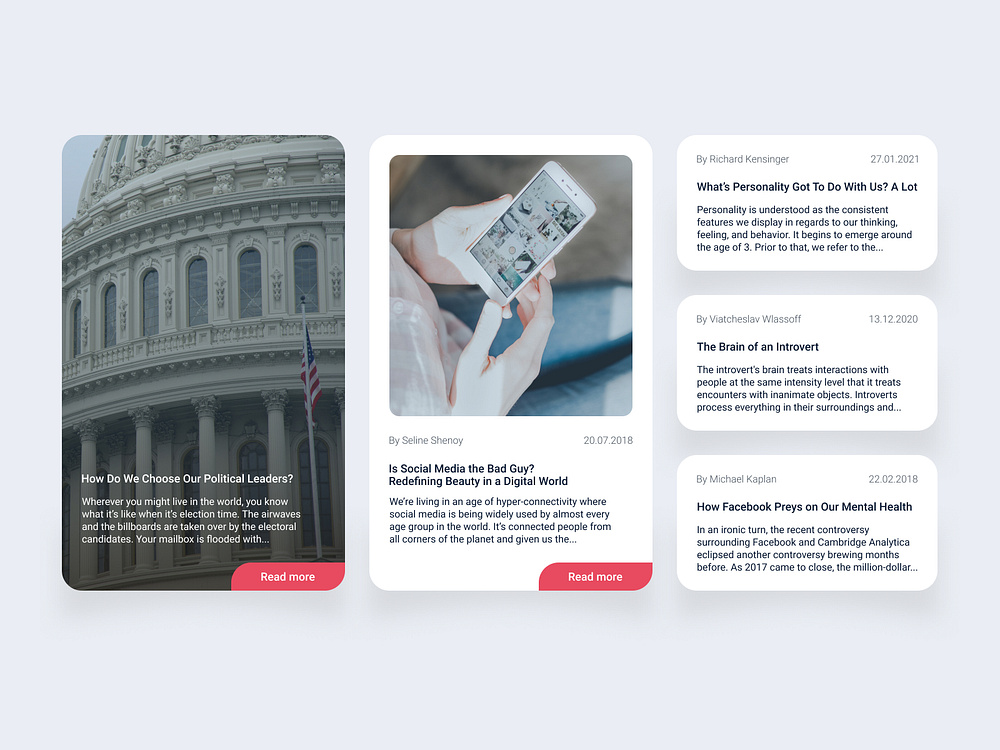 How Do We Choose Our Political Leaders?
Wherever you might live in the world, you know
what it's like when it's election time. The airwaves
and the billboards are taken over by the electoral
candidates. Your mailbox is flooded with...
Read more
By Seline Shenoy 20.07.2018
Is Social Media the Bad Guy?
Redefining Beauty in a Digital World
We're living in an age of hyper-connectivity where
social media is being widely used by almost every
age group in the world. It's connected people from
all corners of the planet and given us the...
Read more
By Richard Kensinger 27.01.2021
What's Personality Got To Do With Us? A Lot
Personality is understood as the consistent
features we display in regards to our thinking,
feeling, and behavior. It begins to emerge around
the age of 3. Prior to that, we refer to the...
By Viatcheslav Wlassoff 13.12.2020
The Brain of an Introvert
The introvert's brain treats interactions with
people at the same intensity level that it treats
encounters with inanimate objects. Introverts
process everything in their surroundings and...
By Michael Kaplan 22.02.2018
How Facebook Preys on Our Mental Health
In an ironic turn, the recent controversy
surrounding Facebook and Cambridge Analytica
eclipsed another controversy brewing months
before. As 2017 came to close, the million-dollar...